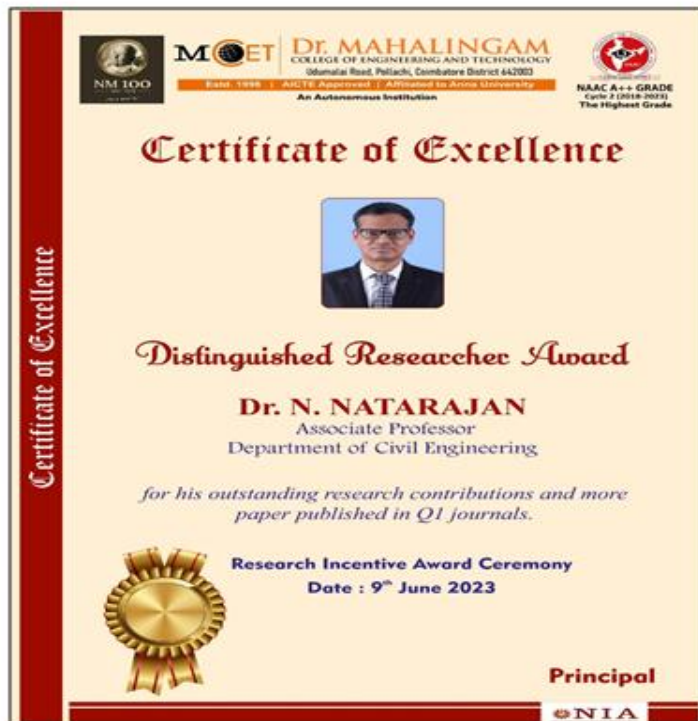 Certificate of Excellence
NM 100
MCET
Dr. MAHALINGAM
COLLEGE OF ENGINEERING AND TECHNOLOGY
Udumalai Road, Pollachi, Coimbatore District 642003
Estd. 1998 | AICTE Approved | Affiliated to Anna University
An Autonomous Institution
NAAC A++ GRADE
Cycle 2 (2018-2023)
The Highest Grade
Certificate of Excellence
Distinguished Researcher Award
Dr. N. NATARAJAN
Associate Professor
Department of Civil Engineering
for his outstanding research contributions and more
paper published in Q1 journals.
Research Incentive Award Ceremony
Date : 9th June 2023
Principal
NIA